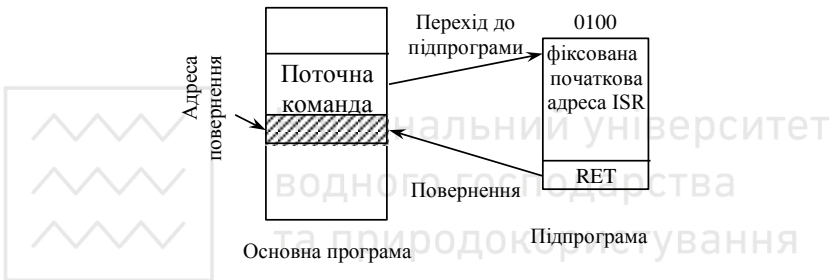 0100
Перехід до
підпрограми
фіксована
початкова
адреса ISR
Поточна
команда
Адреса
повернення
нальний університет
водного господарства
та природокористування
RET
Повернення
Основна програма
Підпрограма